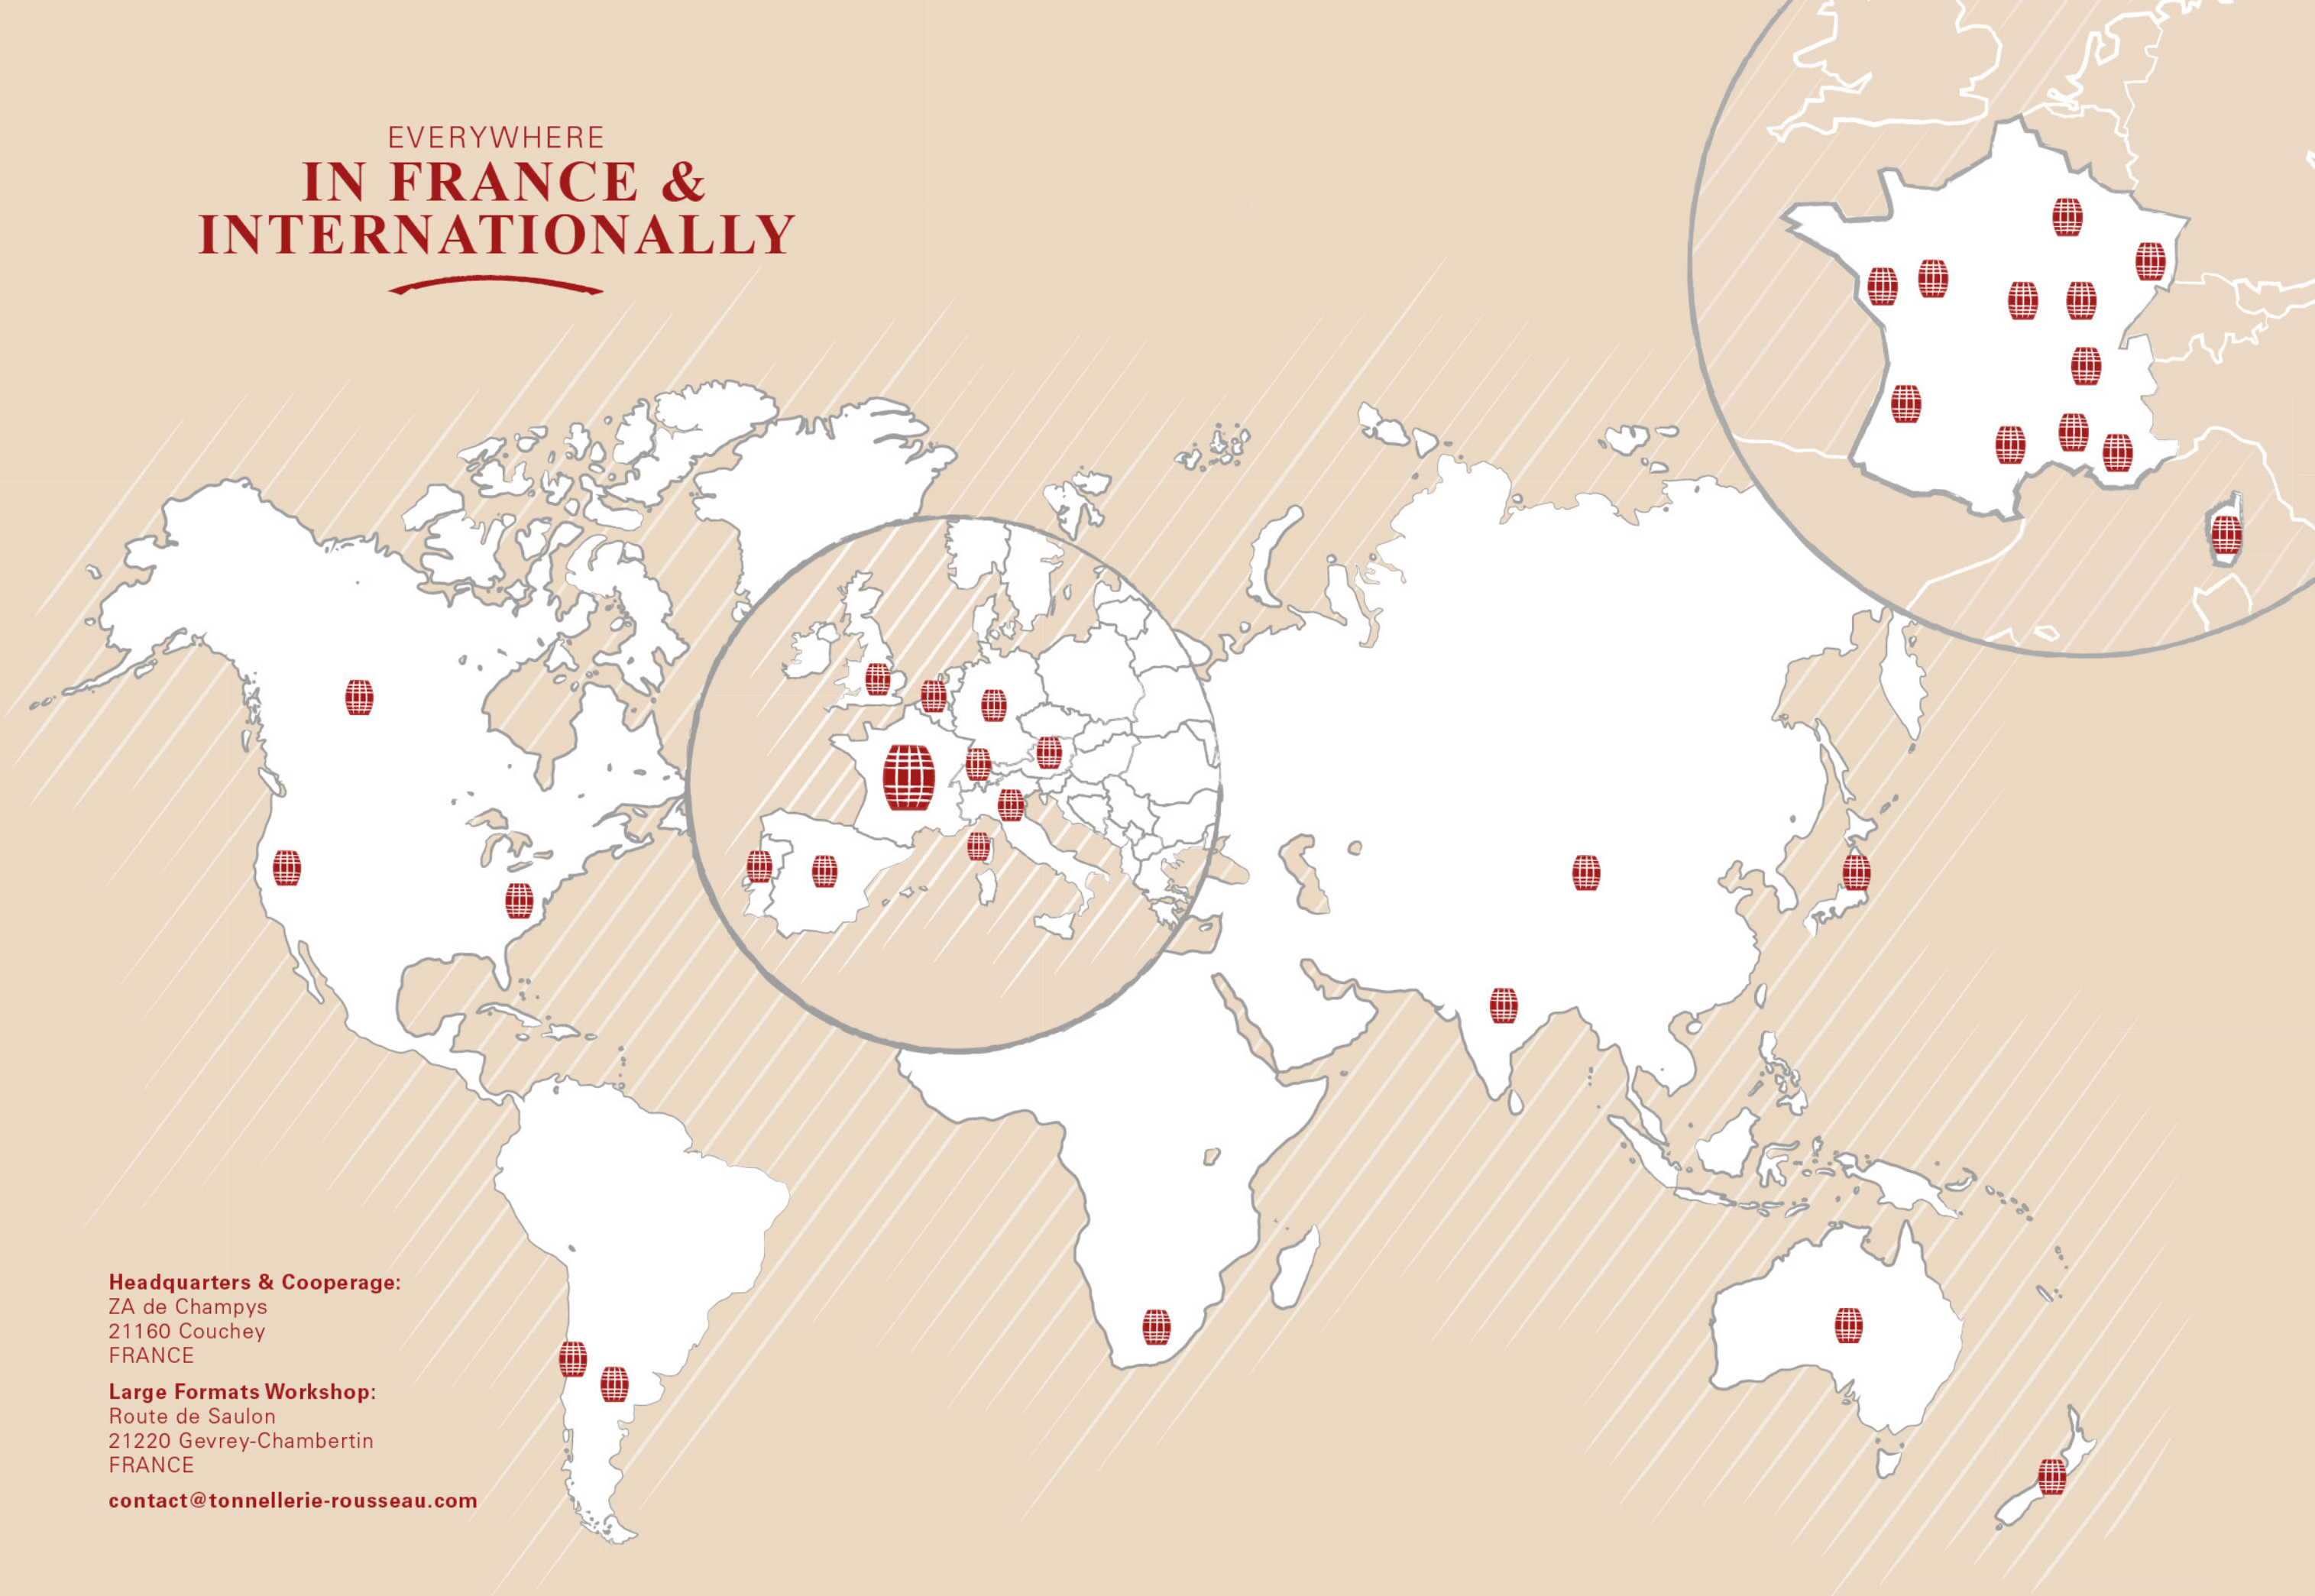 EVERYWHERE
IN FRANCE &
INTERNATIONALLY
Headquarters & Cooperage:
ZA de Champys
21160 Couchey
FRANCE
Large Formats Workshop:
Route de Saulon
21220 Gevrey-Chambertin
FRANCE
contact@tonnellerie-rousseau.com